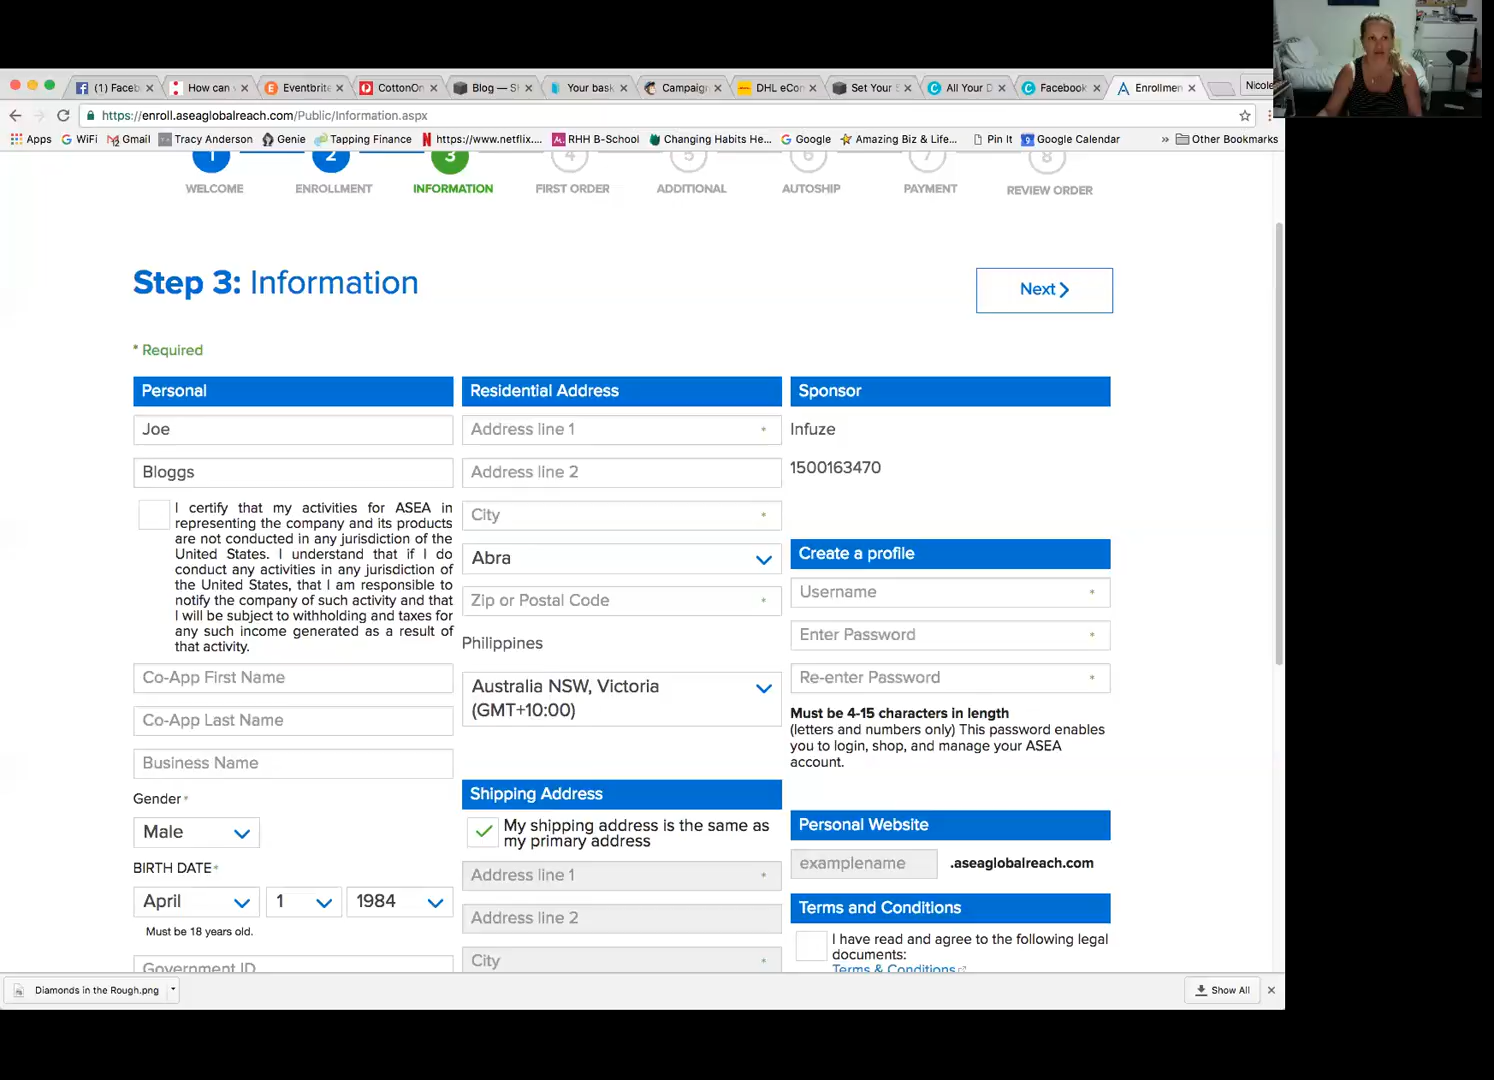 (1) Faceb
How can
Eventbrite
CottonOn
Blog — S
Your bask
Campaign
DHL eCon
Set Your
All Your D
Facebook
Enrollmen
Nicole
https://enroll.aseaglobalreach.com/Public/Information.aspx
Apps WiFi Gmail Tracy Anderson Genie Tapping Finance https://www.netflix.... RHH B-School Changing Habits He... Google Amazing Biz & Life... Pin It Google Calendar » Other Bookmarks
1 2 3 4 5 6 7 8
WELCOME ENROLLMENT INFORMATION FIRST ORDER ADDITIONAL AUTOSHIP PAYMENT REVIEW ORDER
Step 3: Information
Next
* Required
Personal
Joe
Bloggs
I certify that my activities for ASEA in
representing the company and its products
are not conducted in any jurisdiction of the
United States. I understand that if I do
conduct any activities in any jurisdiction of
the United States, that I am responsible to
notify the company of such activity and that
I will be subject to withholding and taxes for
any such income generated as a result of
that activity.
Co-App First Name
Co-App Last Name
Business Name
Gender*
Male
BIRTH DATE*
April 1 1984
Must be 18 years old.
Government ID
Residential Address
Address line 1 *
Address line 2
City *
Abra
Zip or Postal Code *
Philippines
Australia NSW, Victoria
(GMT+10:00)
Shipping Address
My shipping address is the same as
my primary address
Address line 1 *
Address line 2
City *
Sponsor
Infuze
1500163470
Create a profile
Username *
Enter Password *
Re-enter Password *
Must be 4-15 characters in length
(letters and numbers only) This password enables
you to login, shop, and manage your ASEA
account.
Personal Website
examplename .aseaglobalreach.com
Terms and Conditions
I have read and agree to the following legal
documents:
Terms & Conditions
Diamonds in the Rough.png
Show All